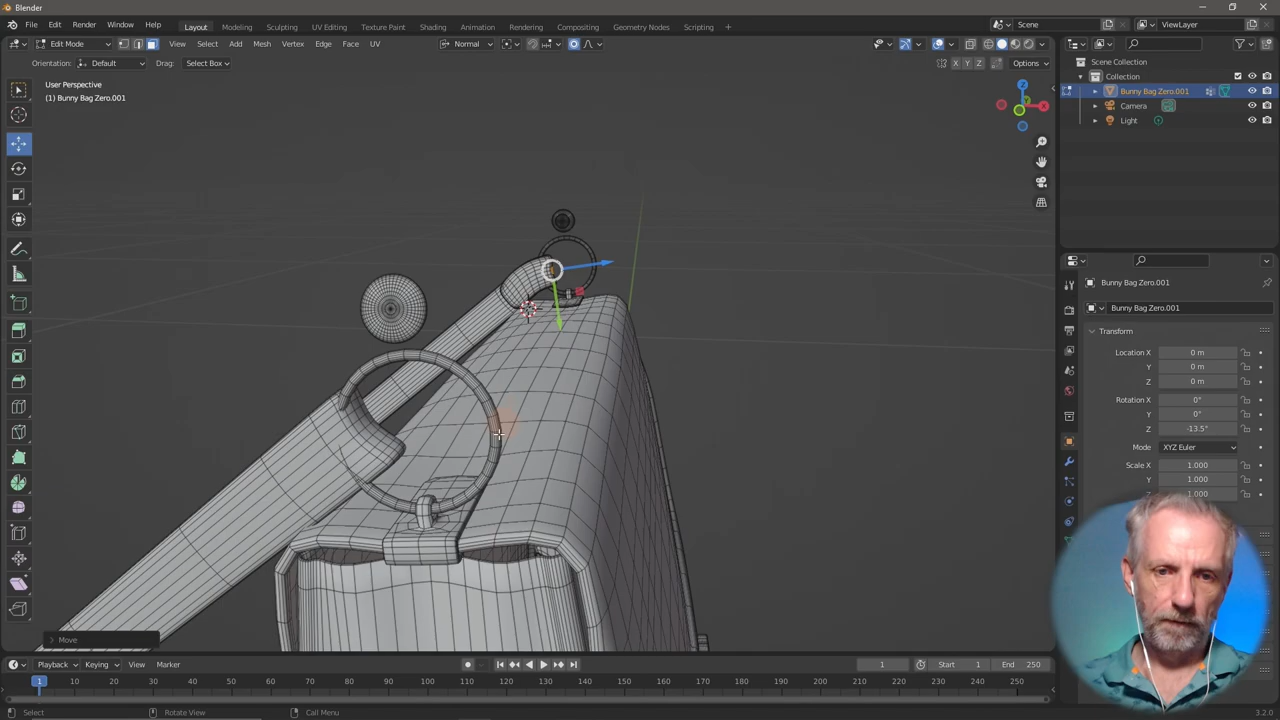 Blender
File Edit Render Window Help
Layout Modeling Sculpting UV Editing Texture Paint Shading Animation Rendering Compositing Geometry Nodes Scripting +
Scene
ViewLayer
Edit Mode View Select Add Mesh Vertex Edge Face UV
Normal
Orientation: Default Drag: Select Box
X Y Z Options
User Perspective
(1) Bunny Bag Zero.001
Z
X
Scene Collection
Collection
Bunny Bag Zero.001
Camera
Light
Bunny Bag Zero.001
Bunny Bag Zero.001
Transform
Location X 0 m
Y 0 m
Z 0 m
Rotation X 0°
Y 0°
Z -13.5°
Mode XYZ Euler
Scale X 1.000
Y 1.000
Z 1.000
Move
Playback Keying View Marker
1 Start 1 End 250
1 10 20 30 40 50 60 70 80 90 100 110 120 130 140 150 160 170 180 190 200 210 220 230 240 250
Select Rotate View Call Menu 3.2.0